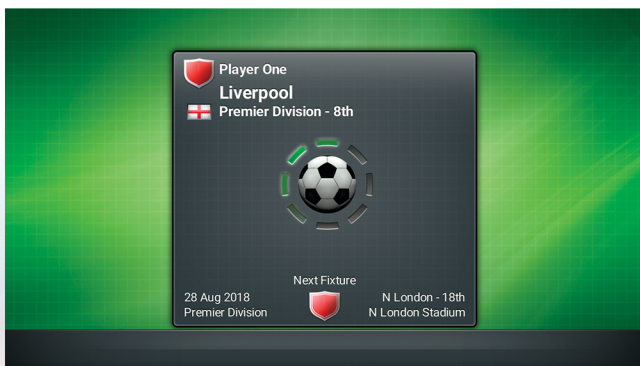 Player One
Liverpool
Premier Division - 8th
Next Fixture
28 Aug 2018
N London - 18th
Premier Division
N London Stadium